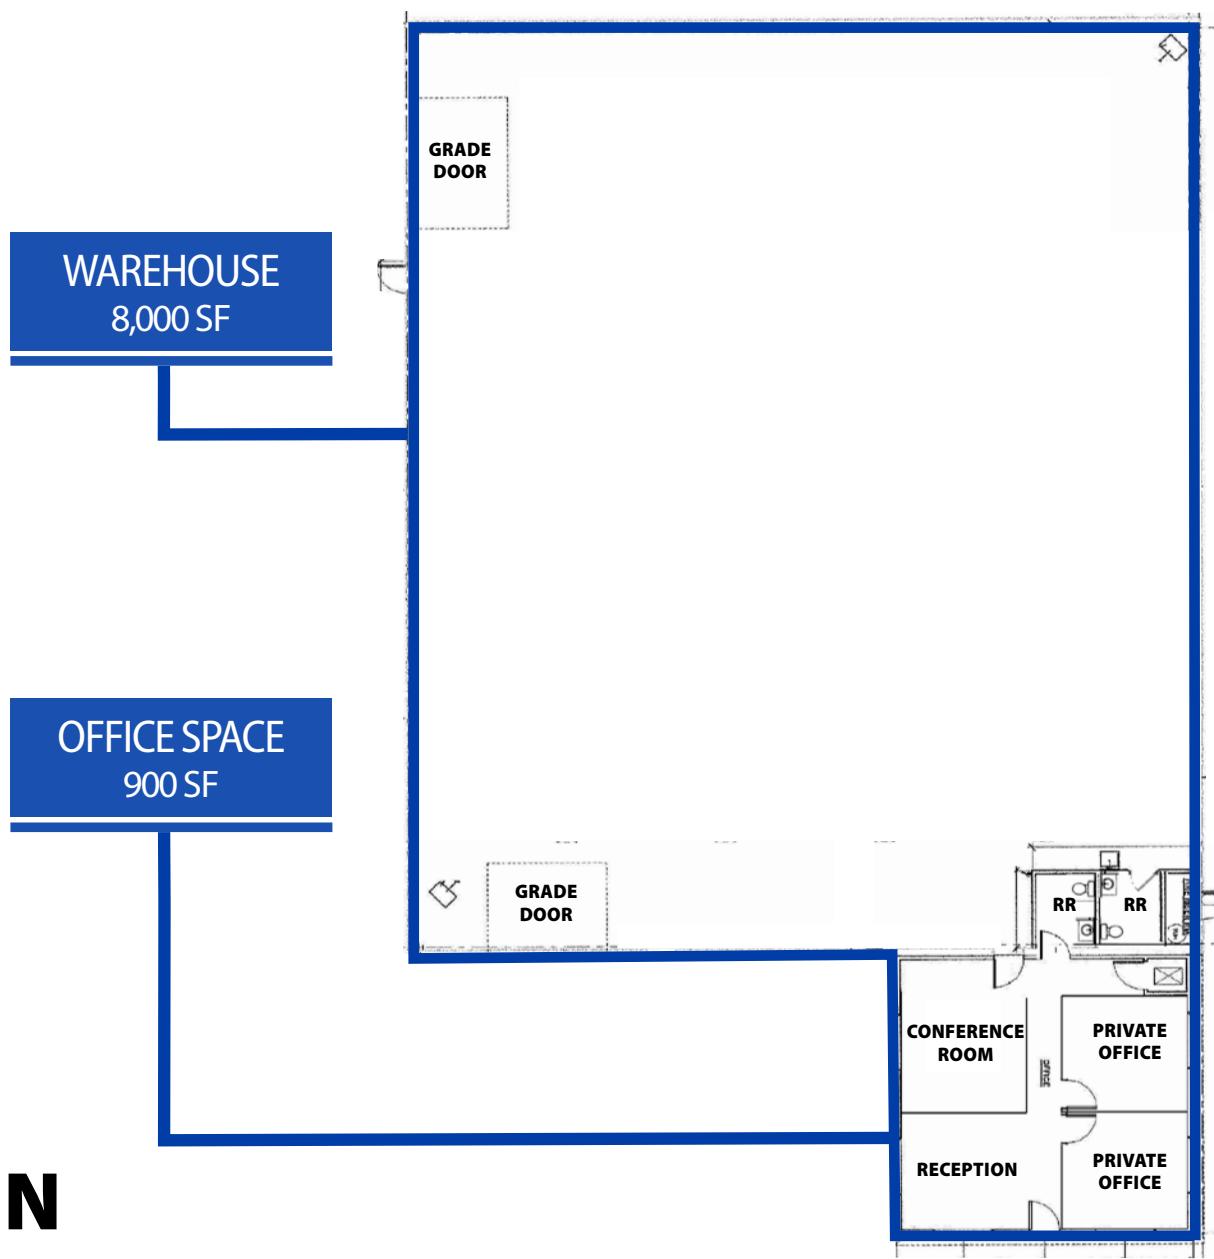 GRADE
DOOR
WAREHOUSE
8,000 SF
OFFICE SPACE
900 SF
GRADE
DOOR
RR
RR
CONFERENCE
ROOM
PRIVATE
OFFICE
OFFICE
RECEPTION
PRIVATE
OFFICE
N